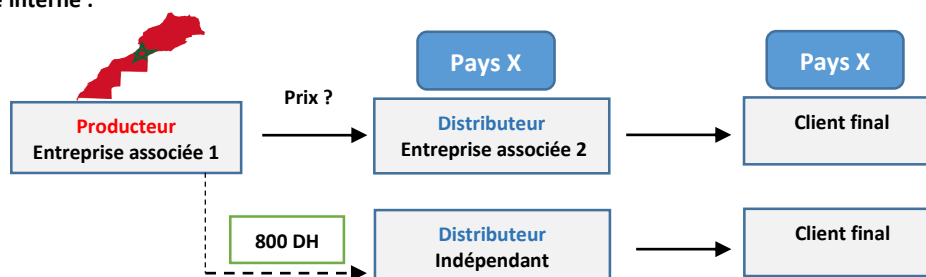 interne :
Pays X
Pays X
Prix ?
Producteur
Entreprise associée 1
Distributeur
Entreprise associée 2
Client final
800 DH
Distributeur
Indépendant
Client final